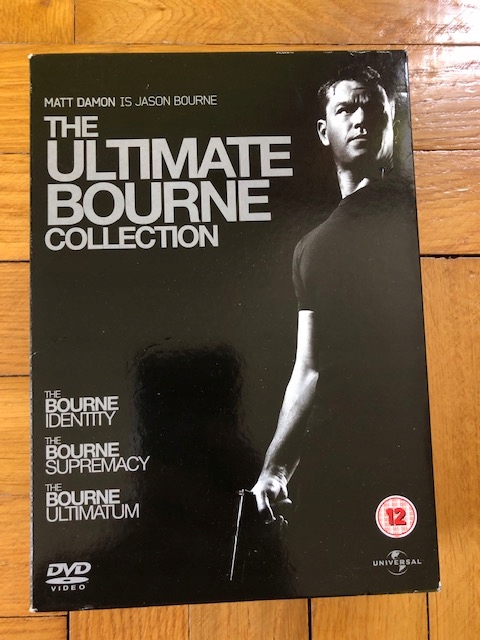 MATT DAMON IS JASON BOURNE
THE
ULTIMATE
BOURNE
COLLECTION
THE
BOURNE
IDENTITY
THE
BOURNE
SUPREMACY
THE
BOURNE
ULTIMATUM
12
DVD
VIDEO
UNIVERSAL